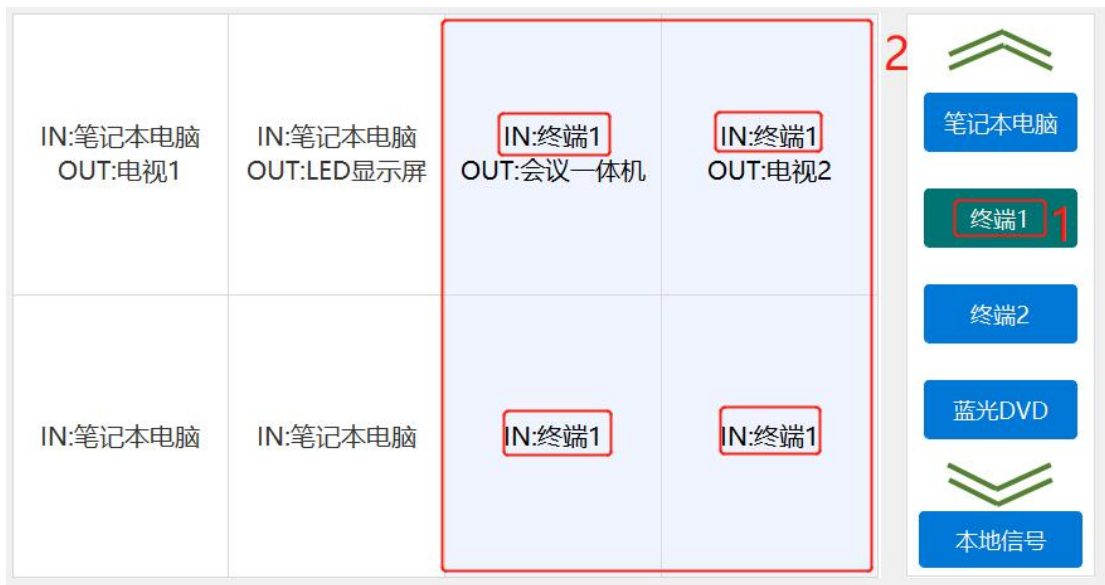 IN:笔记本电脑
OUT:电视1
IN:笔记本电脑
OUT:LED显示屏
IN:终端1
OUT:会议一体机
IN:终端1
OUT:电视2
2
笔记本电脑
终端1
1
终端2
蓝光DVD
本地信号
IN:笔记本电脑
IN:笔记本电脑
IN:终端1
IN:终端1